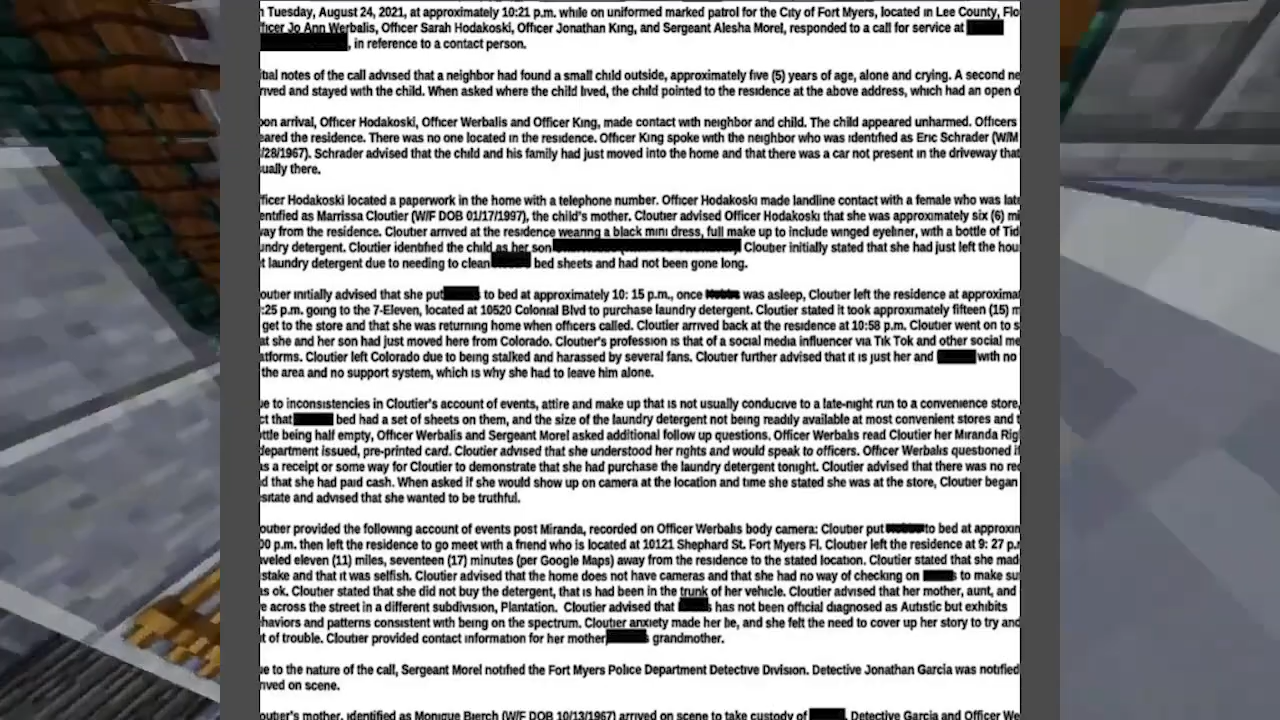 Tuesday, August 24, 2021, at approximately 10:21 p.m. while on uniformed marked patrol for the City of Fort Myers, located in Lee County, Flo
ficer Jo Ann Werbalis, Officer Sarah Hodakoski, Officer Jonathan King, and Sergeant Alesha Morel, responded to a call for service at
, in reference to a contact person.
itial notes of the call advised that a neighbor had found a small child outside, approximately five (5) years of age, alone and crying. A second ne
rived and stayed with the child. When asked where the child lived, the child pointed to the residence at the above address, which had an open d
pon arrival, Officer Hodakoski, Officer Werbalis and Officer King, made contact with neighbor and child. The child appeared unharmed. Officers
eared the residence. There was no one located in the residence. Officer King spoke with the neighbor who was identified as Eric Schrader (W/M
/28/1967). Schrader advised that the child and his family had just moved into the home and that there was a car not present in the driveway that
ually there.
ficer Hodakoski located a paperwork in the home with a telephone number. Officer Hodakoski made landline contact with a female who was late
entified as Marrissa Cloutier (W/F DOB 01/17/1997), the child's mother. Cloutier advised Officer Hodakoski that she was approximately six (6) mi
way from the residence. Cloutier arrived at the residence wearing a black mini dress, full make up to include winged eyeliner, with a bottle of Tid
undry detergent. Cloutier identified the child as her son Cloutier initially stated that she had just left the hou
t laundry detergent due to needing to clean bed sheets and had not been gone long.
outier initially advised that she put to bed at approximately 10: 15 p.m., once was asleep, Cloutier left the residence at approxima
:25 p.m. going to the 7-Eleven, located at 10520 Colonial Blvd to purchase laundry detergent. Cloutier stated it took approximately fifteen (15) m
get to the store and that she was returning home when officers called. Cloutier arrived back at the residence at 10:58 p.m. Cloutier went on to s
at she and her son had just moved here from Colorado. Cloutier's profession is that of a social media influencer via Tik Tok and other social me
atforms. Cloutier left Colorado due to being stalked and harassed by several fans. Cloutier further advised that it is just her and with no
the area and no support system, which is why she had to leave him alone.
ue to inconsistencies in Cloutier's account of events, attire and make up that is not usually conducive to a late-night run to a convenience store,
ct that bed had a set of sheets on them, and the size of the laundry detergent not being readily available at most convenient stores and t
ottle being half empty, Officer Werbalis and Sergeant Morel asked additional follow up questions. Officer Werbalis read Cloutier her Miranda Rig
department issued, pre-printed card. Cloutier advised that she understood her rights and would speak to officers. Officer Werbalis questioned if
as a receipt or some way for Cloutier to demonstrate that she had purchase the laundry detergent tonight. Cloutier advised that there was no rec
d that she had paid cash. When asked if she would show up on camera at the location and time she stated she was at the store, Cloutier began
esitate and advised that she wanted to be truthful.
outier provided the following account of events post Miranda, recorded on Officer Werbalis body camera: Cloutier put to bed at approxin
00 p.m. then left the residence to go meet with a friend who is located at 10121 Shephard St. Fort Myers Fl. Cloutier left the residence at 9: 27 p.r
aveled eleven (11) miles, seventeen (17) minutes (per Google Maps) away from the residence to the stated location. Cloutier stated that she mad
stake and that it was selfish. Cloutier advised that the home does not have cameras and that she had no way of checking on s to make su
as ok. Cloutier stated that she did not buy the detergent, that is had been in the trunk of her vehicle. Cloutier advised that her mother, aunt, and
ve across the street in a different subdivision, Plantation. Cloutier advised that s has not been official diagnosed as Autistic but exhibits
ehaviors and patterns consistent with being on the spectrum. Cloutier anxiety made her be, and she felt the need to cover up her story to try and
ut of trouble. Cloutier provided contact information for her mother s grandmother.
ue to the nature of the call, Sergeant Morel notified the Fort Myers Police Department Detective Division. Detective Jonathan Garcia was notified
rived on scene.
outier's mother, identified as Monique Bierch (W/F DOB 10/13/1967) arrived on scene to take custody of . Detective Garcia and Officer We